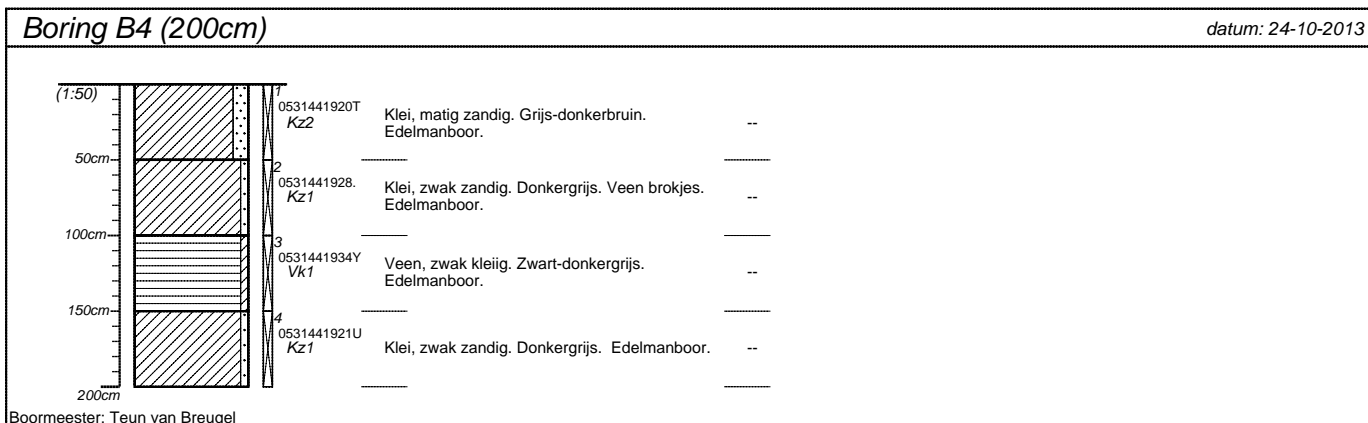 Boring B4 (200cm)
datum: 24-10-2013
(1:50)
1
0531441920T
Kz2
Klei, matig zandig. Grijs-donkerbruin.
Edelmanboor.
--
50cm
2
0531441928.
Kz1
Klei, zwak zandig. Donkergrijs. Veen brokjes.
Edelmanboor.
--
100cm
3
0531441934Y
Vk1
Veen, zwak kleiig. Zwart-donkergrijs.
Edelmanboor.
--
150cm
4
0531441921U
Kz1
Klei, zwak zandig. Donkergrijs. Edelmanboor.
--
200cm
Boormeester: Teun van Breugel